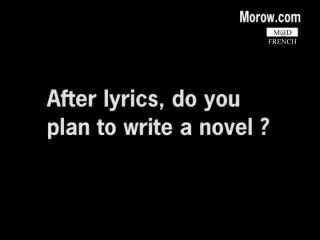 Morow.com
M@D
FRENCH
After lyrics, do you
plan to write a novel ?